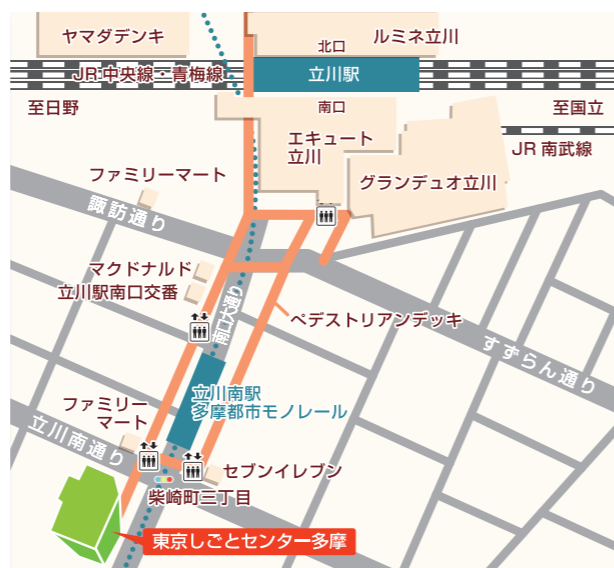 ヤマダデンキ
北口
ルミネ立川
JR 中央線・青梅線
立川駅
至日野
南口
至国立
エキュート
立川
JR 南武線
ファミリーマート
グランデュオ立川
諏訪通り
マクドナルド
立川駅南口交番
南口大通り
ペデストリアンデッキ
すずらん通り
立川南駅
多摩都市モノレール
ファミリー
マート
立川南通り
セブンイレブン
柴崎町三丁目
東京しごとセンター多摩